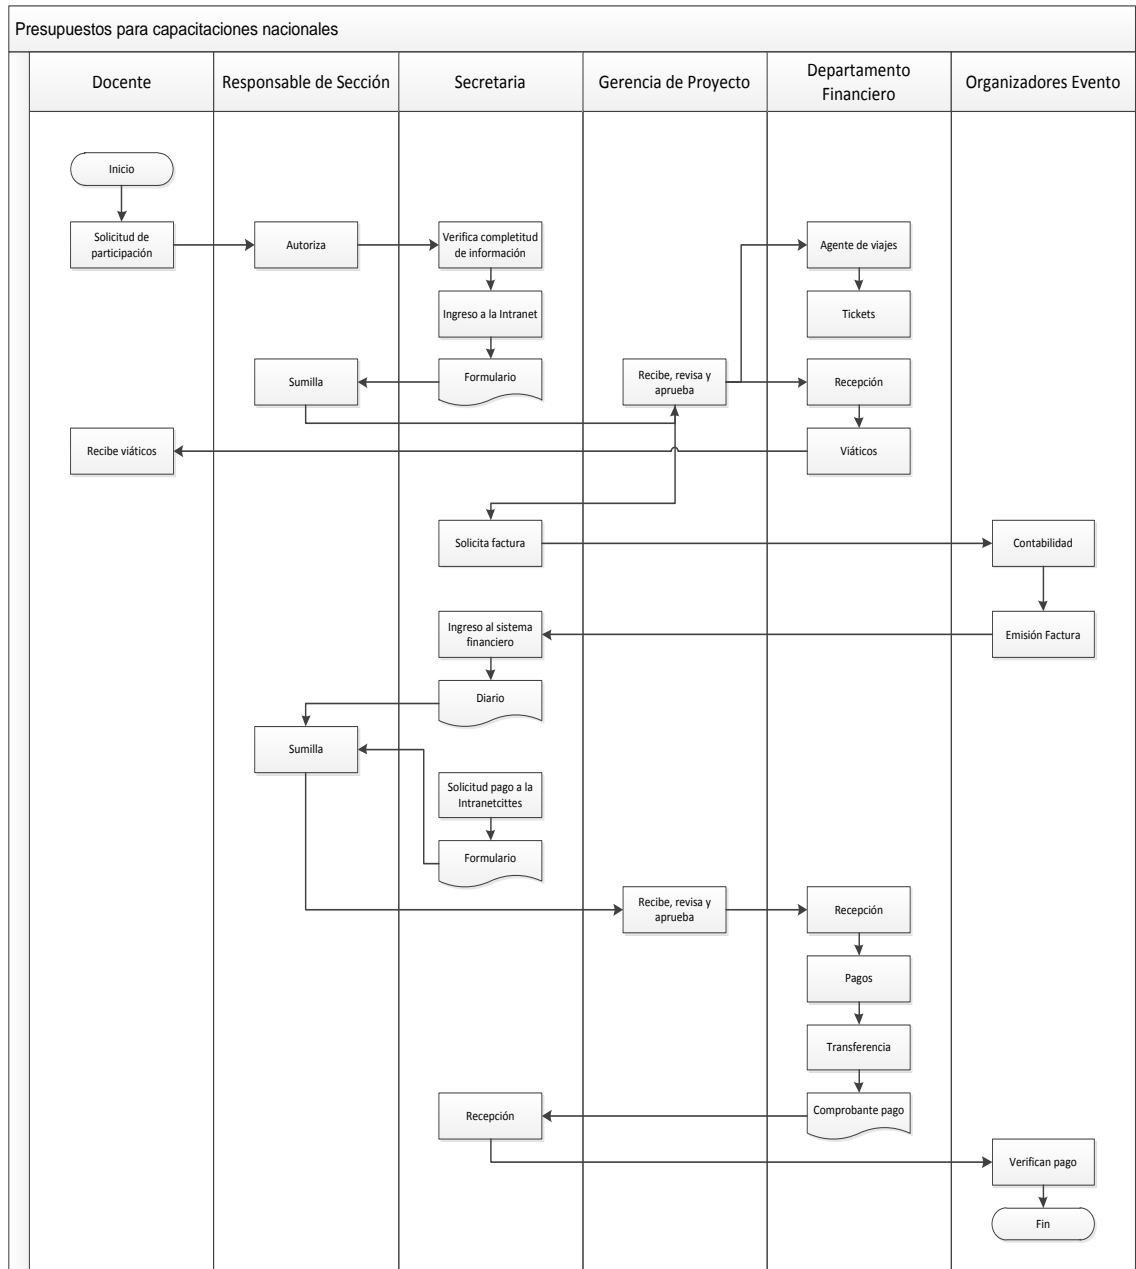 Presupuestos para capacitaciones nacionales
Docente
Responsable de Sección
Secretaria
Gerencia de Proyecto
Departamento
Financiero
Organizadores Evento
Inicio
Solicitud de
participación
Autoriza
Verifica completitud
de información
Agente de viajes
Ingreso a la Intranet
Tickets
Sumilla
Formulario
Recibe, revisa y
aprueba
Recepción
Recibe viáticos
Viáticos
Solicita factura
Contabilidad
Ingreso al sistema
financiero
Emisión Factura
Diario
Sumilla
Solicitud pago a la
Intranetcittes
Formulario
Recibe, revisa y
aprueba
Recepción
Pagos
Transferencia
Recepción
Comprobante pago
Verifican pago
Fin